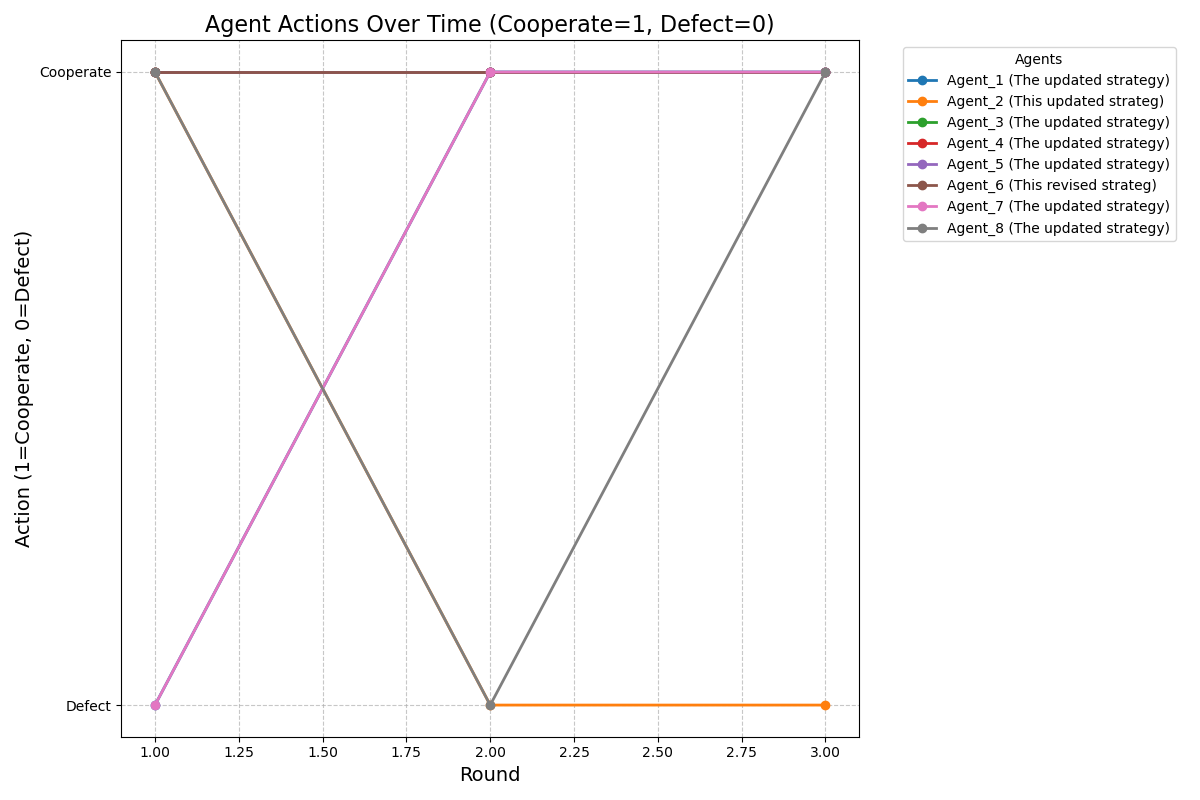 Agent Actions Over Time (Cooperate=1, Defect=0)
Cooperate
Defect
Action (1=Cooperate, 0=Defect)
1.00 1.25 1.50 1.75 2.00 2.25 2.50 2.75 3.00
Round
Agents
Agent_1 (The updated strategy)
Agent_2 (This updated strateg)
Agent_3 (The updated strategy)
Agent_4 (The updated strategy)
Agent_5 (The updated strategy)
Agent_6 (This revised strateg)
Agent_7 (The updated strategy)
Agent_8 (The updated strategy)